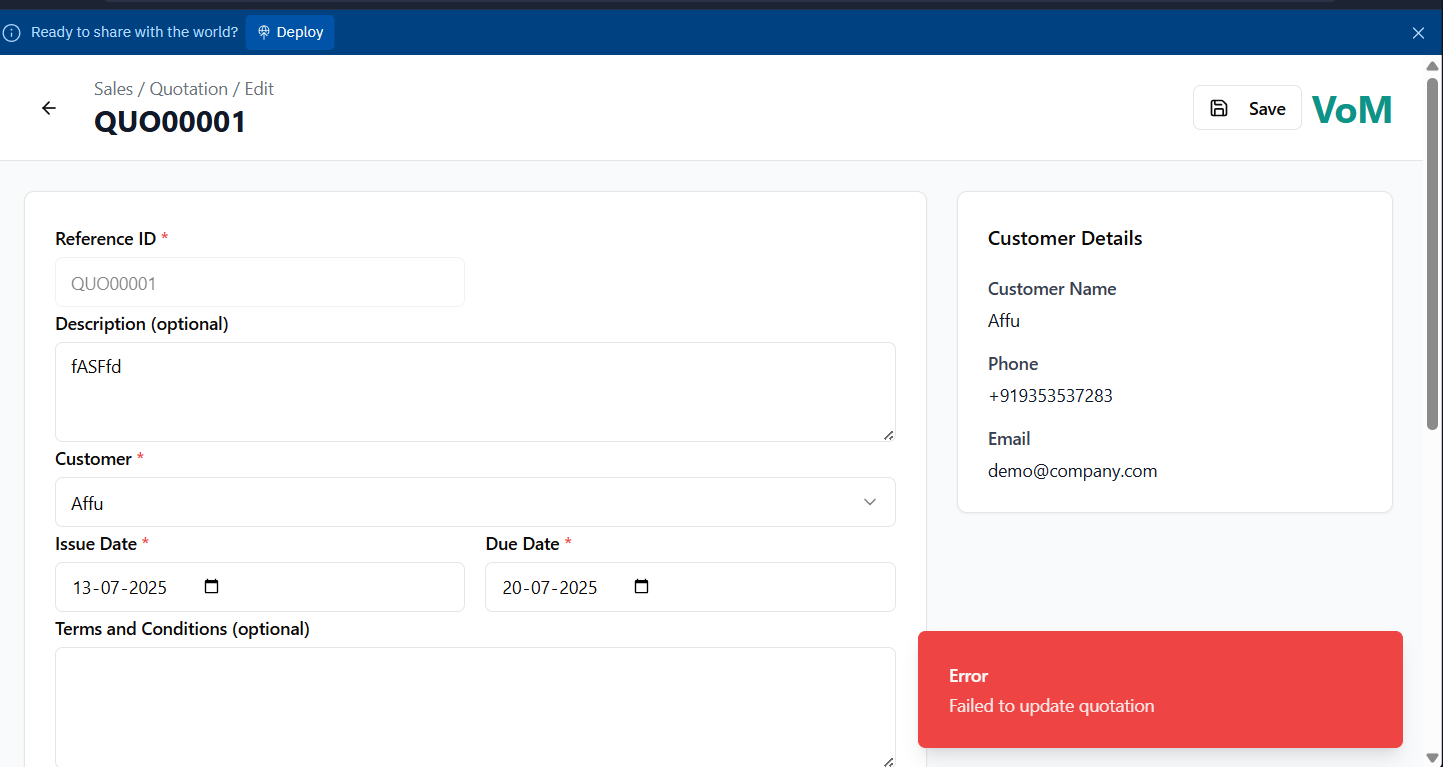 Ready to share with the world? Deploy
Sales / Quotation / Edit
QUO00001
Save
VoM
Reference ID *
QUO00001
Description (optional)
fASFfd
Customer *
Affu
Issue Date *
Due Date *
13-07-2025
20-07-2025
Terms and Conditions (optional)
Customer Details
Customer Name
Affu
Phone
+919353537283
Email
demo@company.com
Error
Failed to update quotation